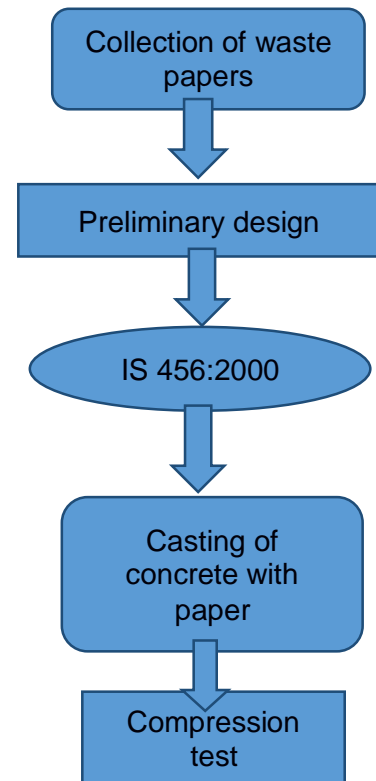 Collection of waste
papers
Preliminary design
IS 456:2000
Casting of
concrete with
paper
Compression
test